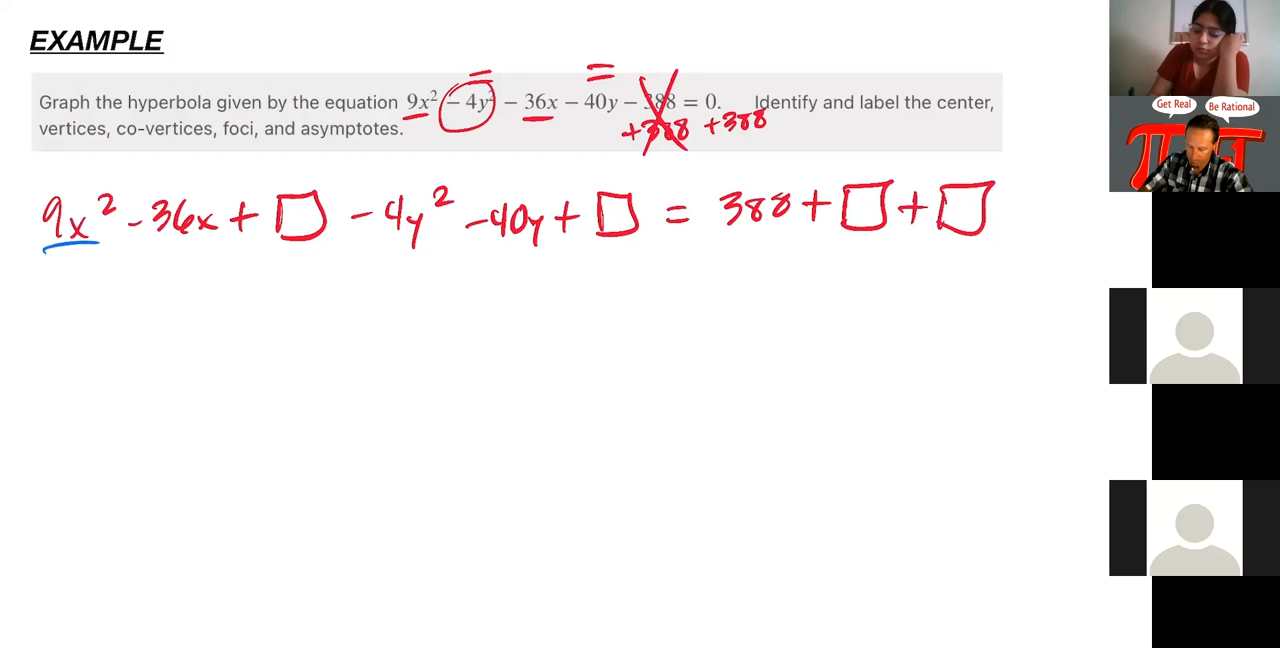 EXAMPLE
Get Real
Be Rational
Graph the hyperbola given by the equation 9x² − 4y² − 36x − 40y − 388 = 0. Identify and label the center,
+388 +388
vertices, co-vertices, foci, and asymptotes.
9x² - 36x + □ - 4y² - 40y + □ = 388 + □ + □